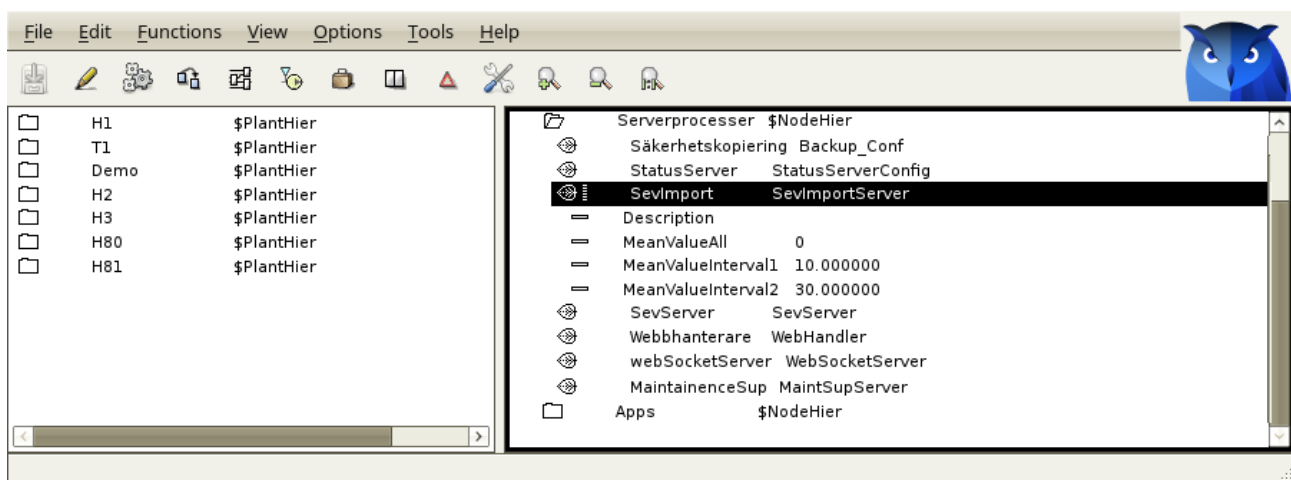 File Edit Functions View Options Tools Help
H1 $PlantHier
T1 $PlantHier
Demo $PlantHier
H2 $PlantHier
H3 $PlantHier
H80 $PlantHier
H81 $PlantHier
Serverprocesser $NodeHier
Säkerhetskopiering Backup_Conf
StatusServer StatusServerConfig
SevImport SevImportServer
Description
MeanValueAll 0
MeanValueInterval1 10.000000
MeanValueInterval2 30.000000
SevServer SevServer
Webbhanterare WebHandler
webSocketServer WebSocketServer
MaintainenceSup MaintSupServer
Apps $NodeHier